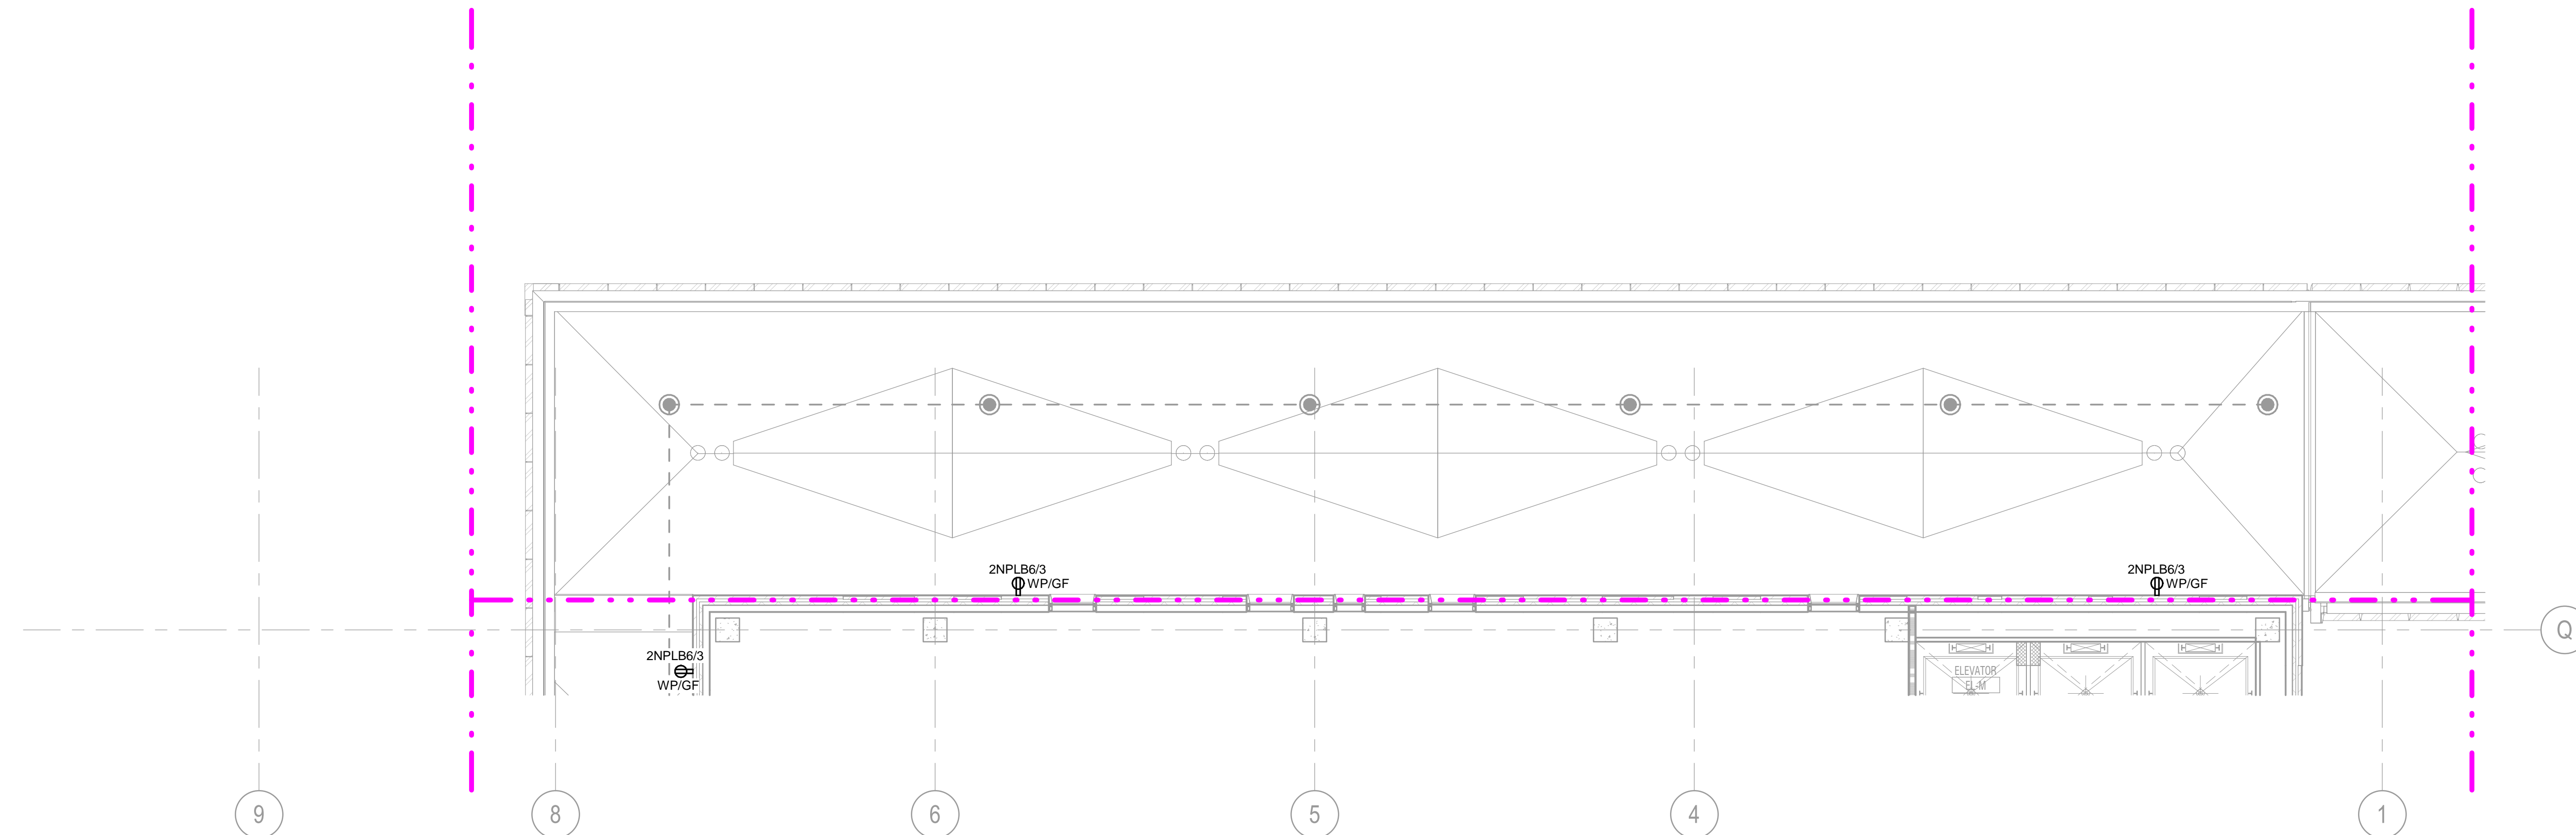 2NPLB6/3
WP/GF
2NPLB6/3
WP/GF
Q
2NPLB6/3
WP/GF
ELEVATOR
EL-M
9
8
6
5
4
1